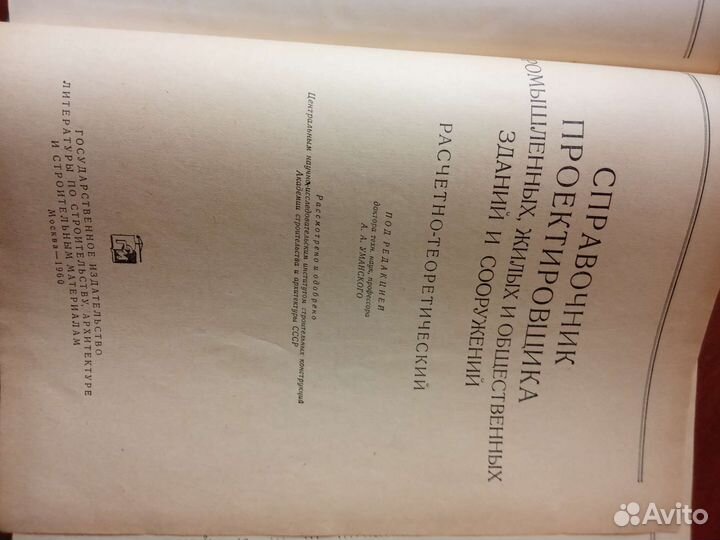 СПРАВОЧНИК
ПРОЕКТИРОВЩИКА
ПРОМЫШЛЕННЫХ, ЖИЛЫХ И ОБЩЕСТВЕННЫХ
ЗДАНИЙ И СООРУЖЕНИЙ
РАСЧЕТНО-ТЕОРЕТИЧЕСКИЙ
ПОД РЕДАКЦИЕЙ
доктора техн. наук, профессора
А. А. УМАНСКОГО
Рассмотрено и одобрено
Центральным научно-исследовательским институтом строительных конструкций
Академии строительства и архитектуры СССР
ГОСУДАРСТВЕННОЕ ИЗДАТЕЛЬСТВО
ЛИТЕРАТУРЫ ПО СТРОИТЕЛЬСТВУ, АРХИТЕКТУРЕ
И СТРОИТЕЛЬНЫМ МАТЕРИАЛАМ
Москва—1960
Avito